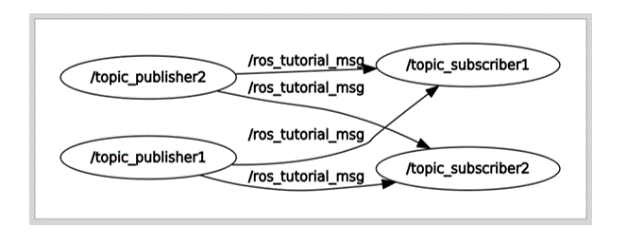 /topic_publisher2
/ros_tutorial_msg
/topic_subscriber1
/ros_tutorial_msg
/topic_publisher1
/ros_tutorial_msg
/topic_subscriber2
/ros_tutorial_msg